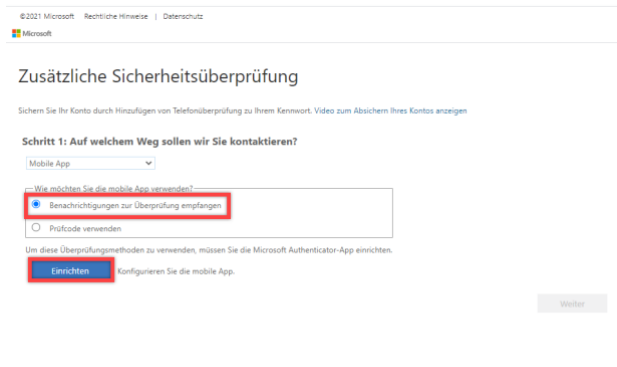 ©2021 Microsoft Rechtliche Hinweise | Datenschutz
Microsoft
Zusätzliche Sicherheitsüberprüfung
Sichern Sie Ihr Konto durch Hinzufügen von Telefonüberprüfung zu Ihrem Kennwort. Video zum Absichern Ihres Kontos anzeigen
Schritt 1: Auf welchem Weg sollen wir Sie kontaktieren?
Mobile App
Wie möchten Sie die mobile App verwenden?
Benachrichtigungen zur Überprüfung empfangen
Prüfcode verwenden
Um diese Überprüfungsmethoden zu verwenden, müssen Sie die Microsoft Authenticator-App einrichten.
Einrichten Konfigurieren Sie die mobile App.
Weiter